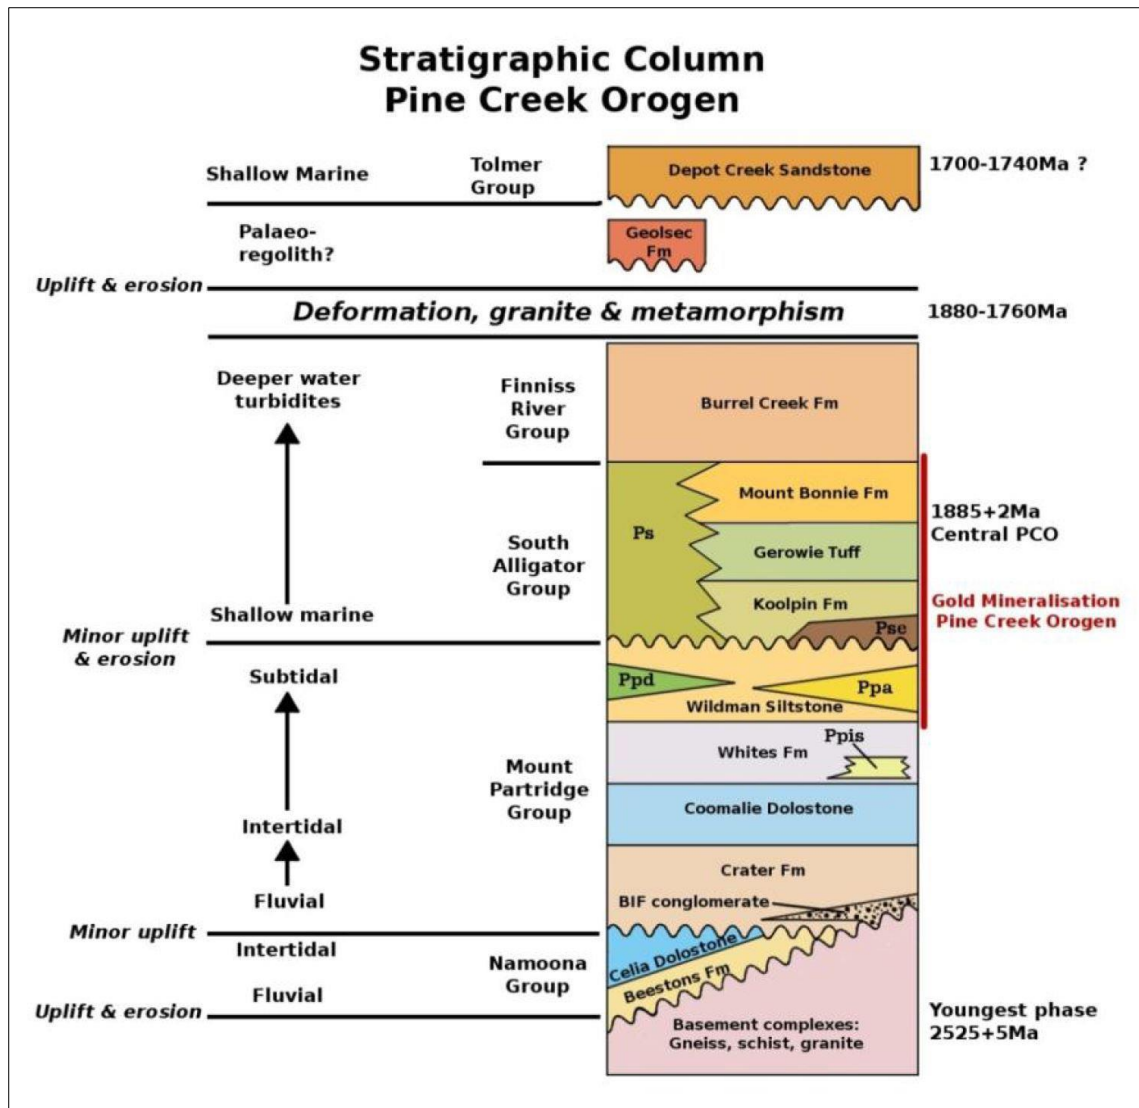 Stratigraphic Column
Pine Creek Orogen
Shallow Marine
Tolmer
Group
Depot Creek Sandstone
1700-1740Ma ?
Palaeo-
regolith?
Geolsec
Fm
Uplift & erosion
Deformation, granite & metamorphism
1880-1760Ma
Deeper water
turbidites
Finniss
River
Group
Burrel Creek Fm
Mount Bonnie Fm
Ps
1885+2Ma
Central PCO
South
Alligator
Group
Gerowie Tuff
Koolpin Fm
Gold Mineralisation
Pine Creek Orogen
Shallow marine
Pse
Minor uplift
& erosion
Subtidal
Ppd
Ppa
Wildman Siltstone
Ppis
Whites Fm
Mount
Partridge
Group
Coomalie Dolostone
Intertidal
Crater Fm
Fluvial
BIF conglomerate
Minor uplift
Intertidal
Celia Dolostone
Namoona
Group
Beestons Fm
Fluvial
Uplift & erosion
Basement complexes:
Gneiss, schist, granite
Youngest phase
2525+5Ma